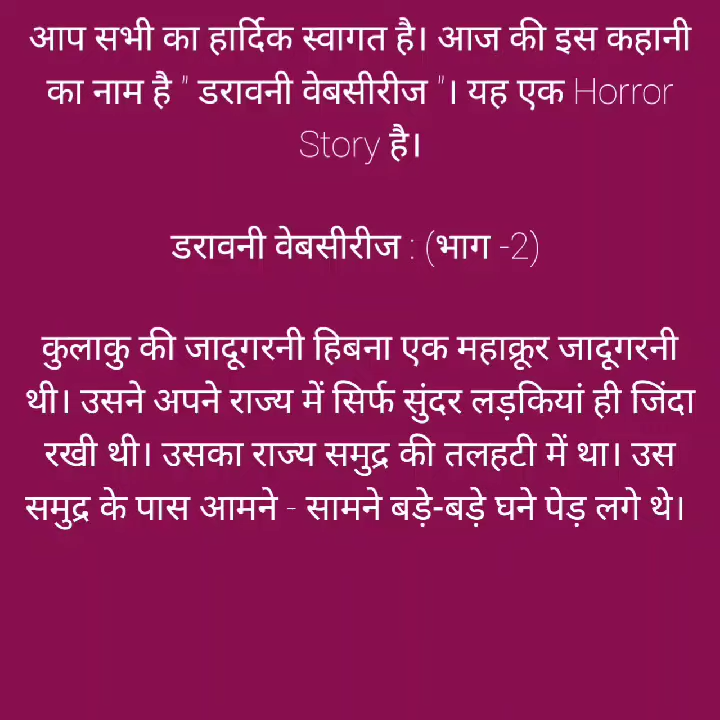 आप सभी का हार्दिक स्वागत है। आज की इस कहानी
का नाम है " डरावनी वेबसीरीज "। यह एक Horror
Story है।
डरावनी वेबसीरीज : (भाग -2)
कुलाकु की जादूगरनी हिबना एक महाक्रूर जादूगरनी
थी। उसने अपने राज्य में सिर्फ सुंदर लड़कियां ही जिंदा
रखी थी। उसका राज्य समुद्र की तलहटी में था। उस
समुद्र के पास आमने - सामने बड़े-बड़े घने पेड़ लगे थे।